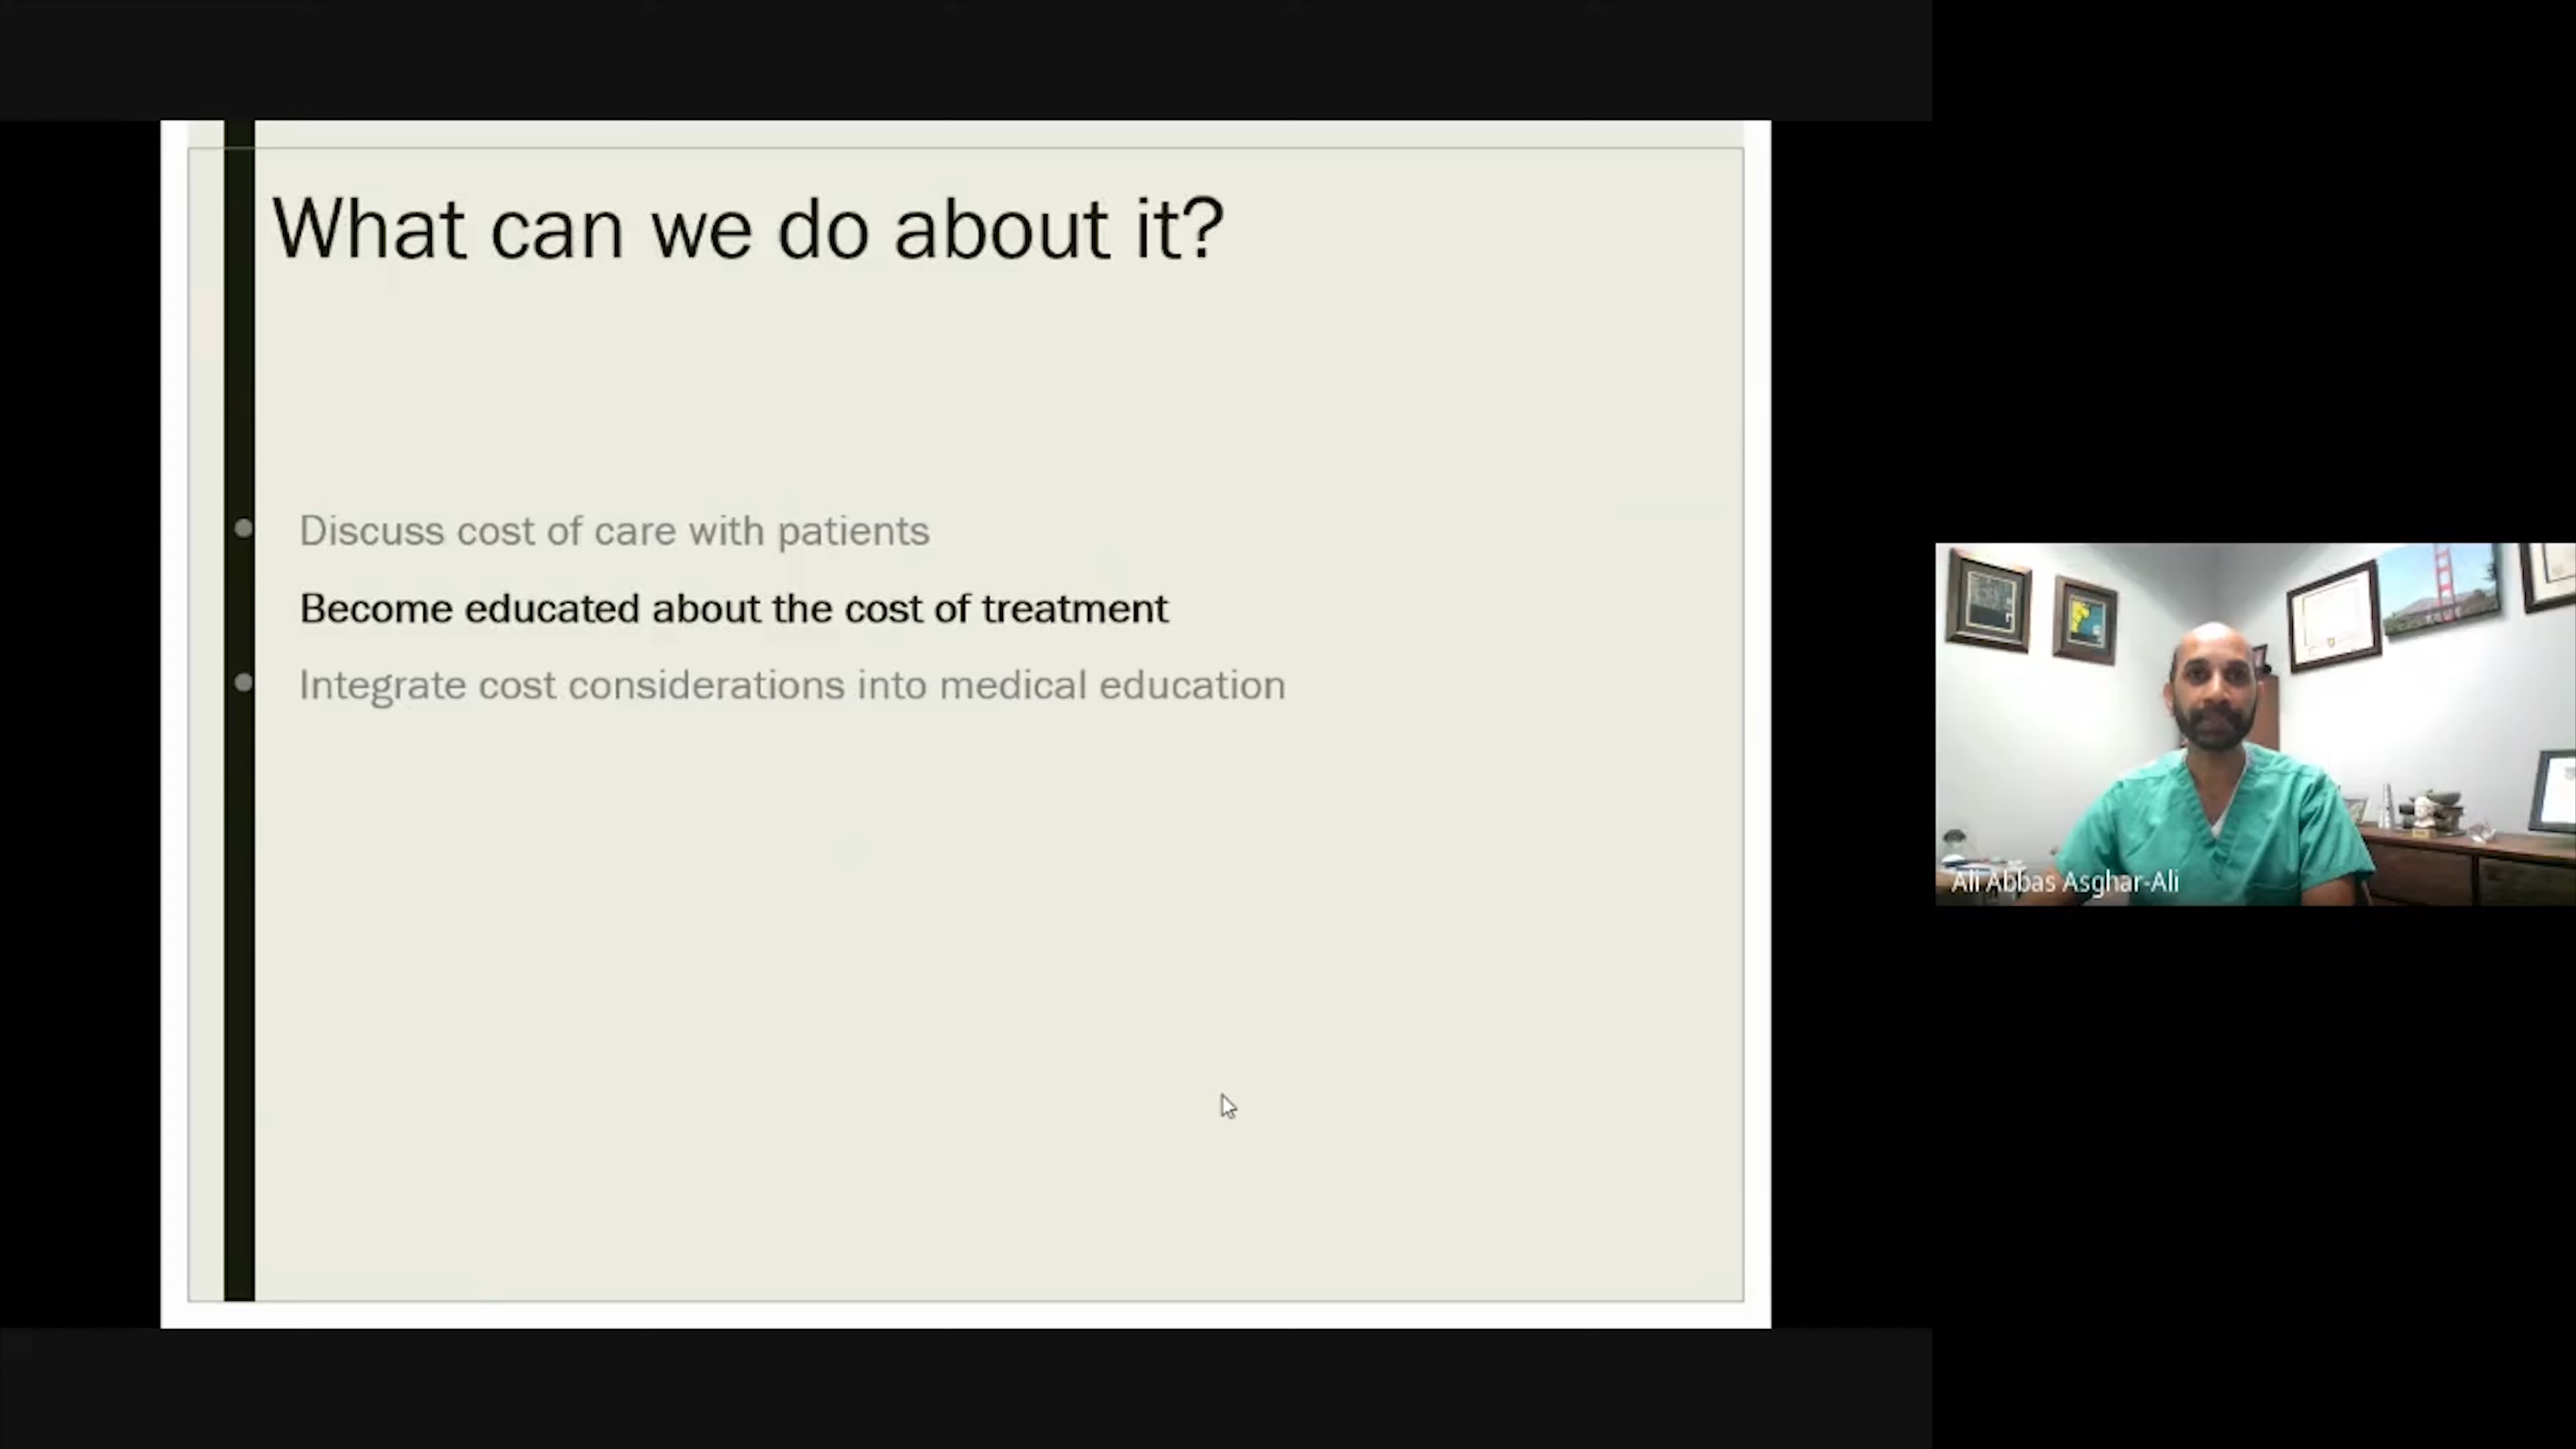 What can we do about it?
Discuss cost of care with patients
Become educated about the cost of treatment
Integrate cost considerations into medical education
Ali Abbas Asghar-Ali